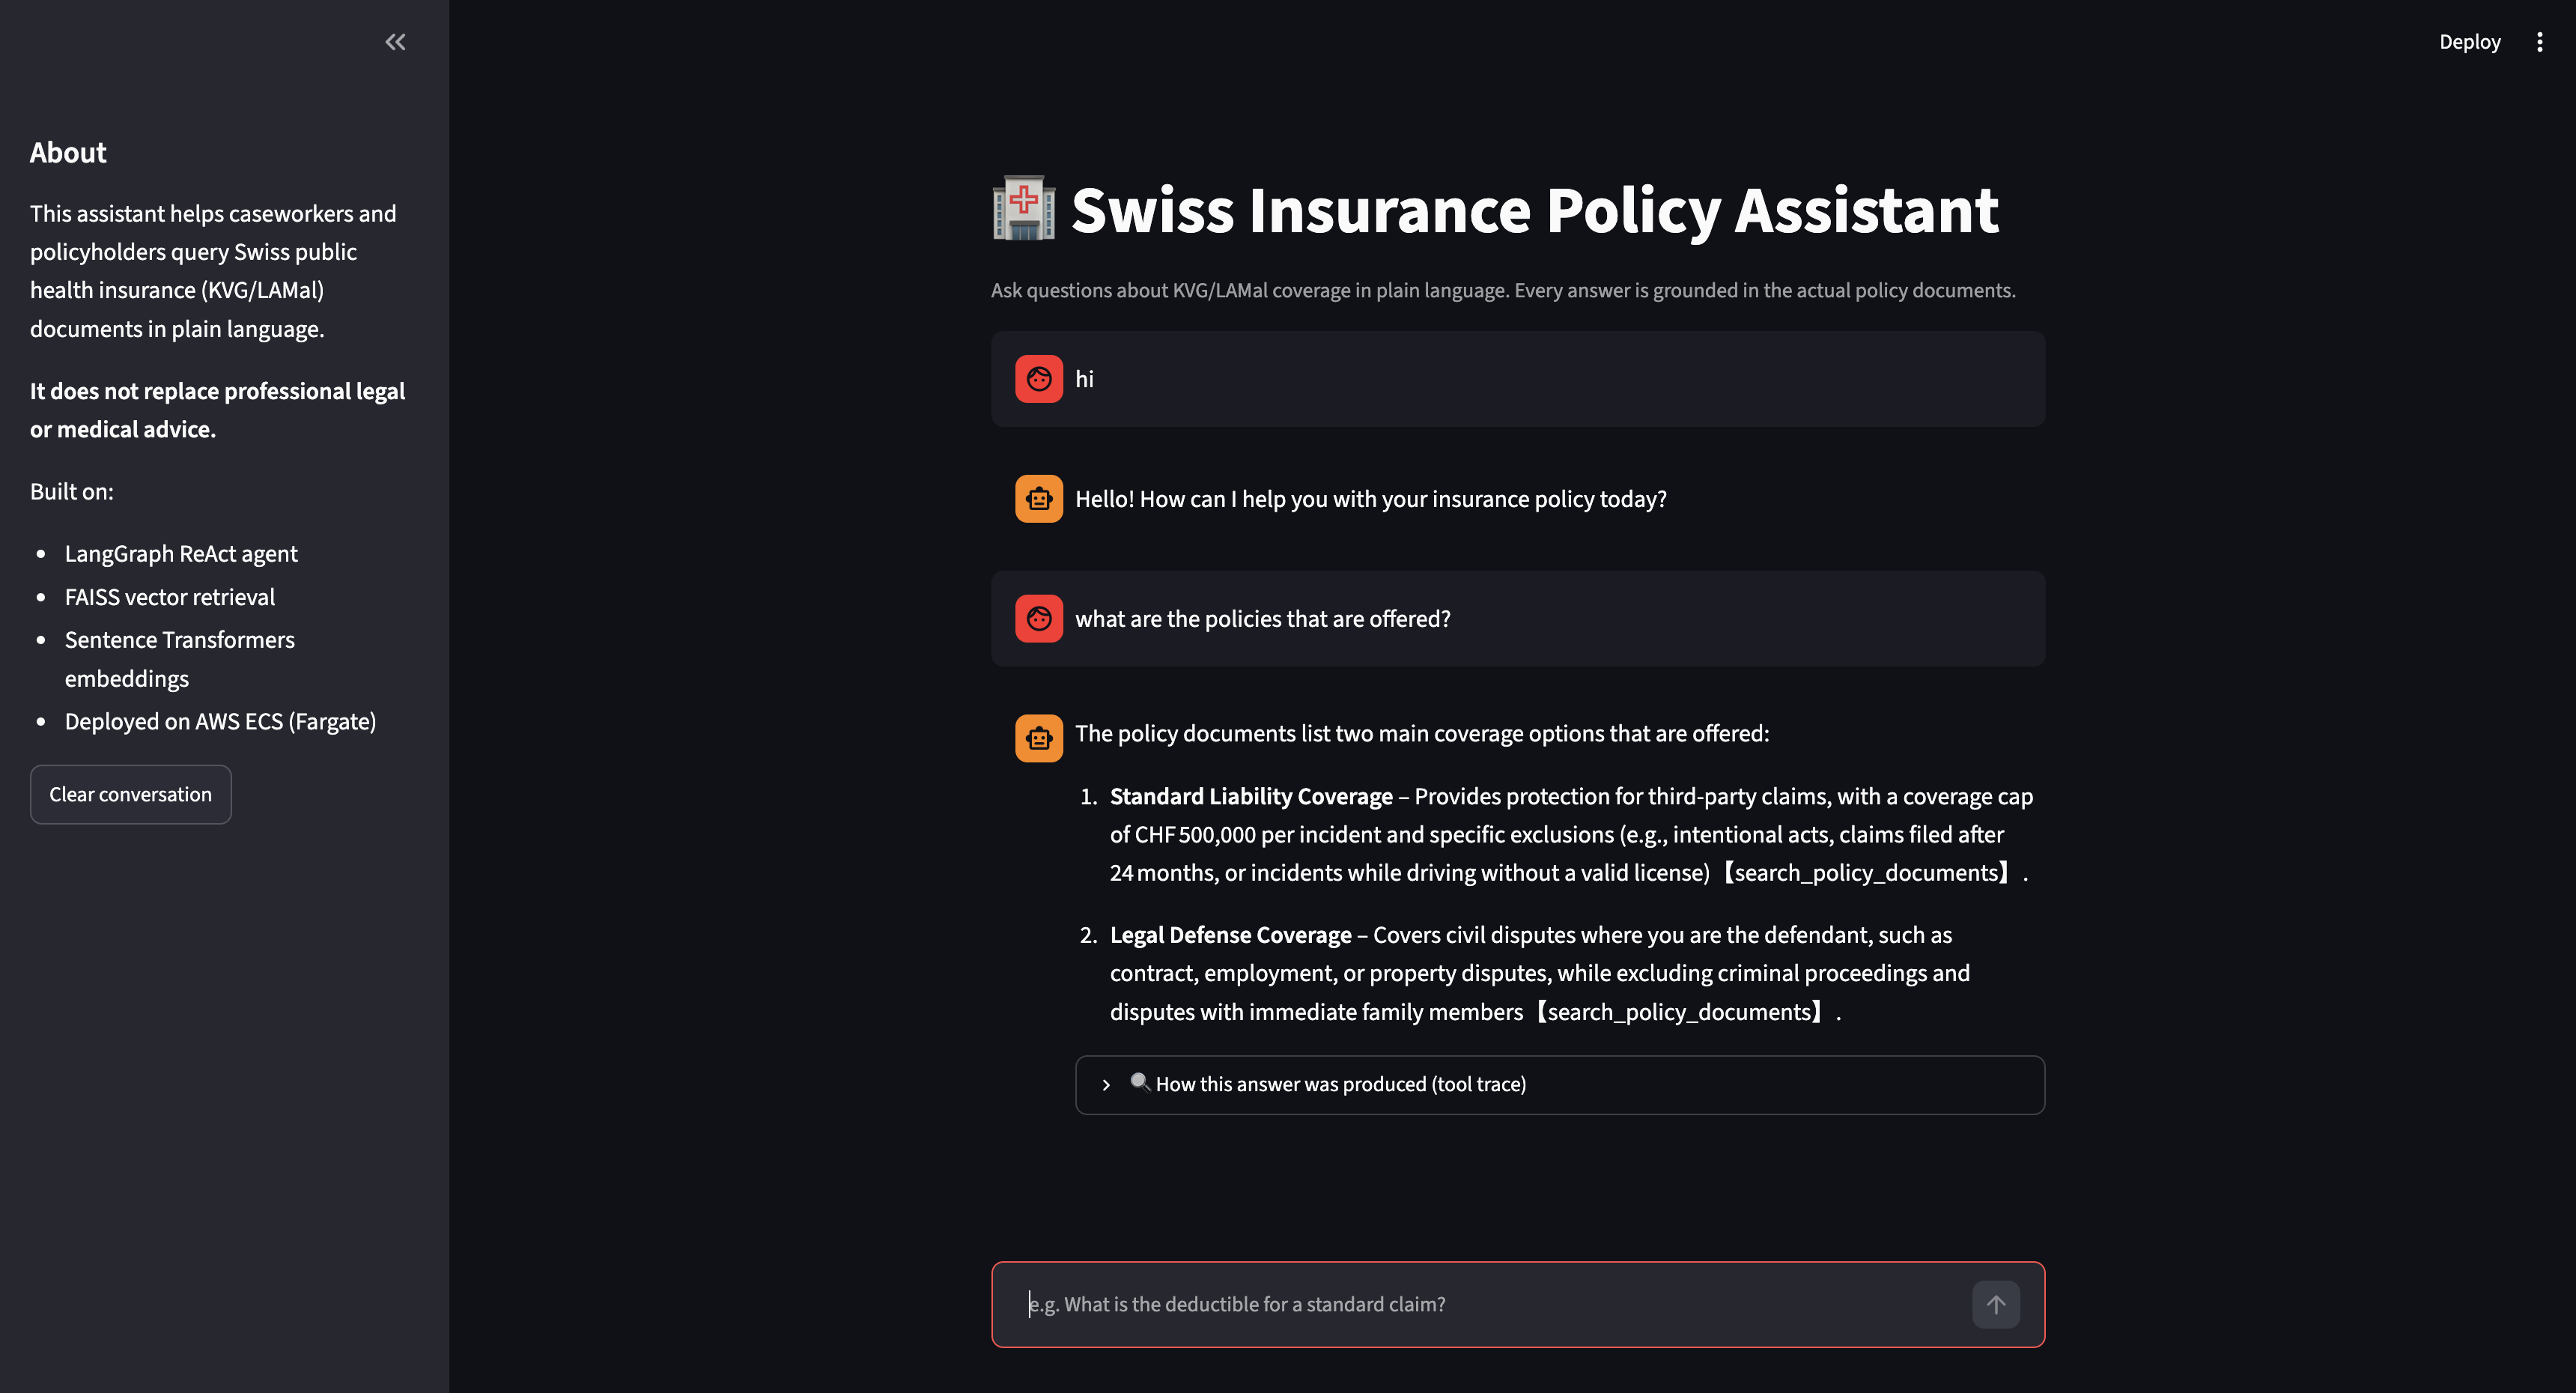 Deploy
About
This assistant helps caseworkers and
policyholders query Swiss public
health insurance (KVG/LAMal)
documents in plain language.
It does not replace professional legal
or medical advice.
Built on:
• LangGraph ReAct agent
• FAISS vector retrieval
• Sentence Transformers
embeddings
• Deployed on AWS ECS (Fargate)
Clear conversation
🏥 Swiss Insurance Policy Assistant
Ask questions about KVG/LAMal coverage in plain language. Every answer is grounded in the actual policy documents.
hi
Hello! How can I help you with your insurance policy today?
what are the policies that are offered?
The policy documents list two main coverage options that are offered:
1. Standard Liability Coverage – Provides protection for third-party claims, with a coverage cap
of CHF 500,000 per incident and specific exclusions (e.g., intentional acts, claims filed after
24 months, or incidents while driving without a valid license)【search_policy_documents】.
2. Legal Defense Coverage – Covers civil disputes where you are the defendant, such as
contract, employment, or property disputes, while excluding criminal proceedings and
disputes with immediate family members【search_policy_documents】.
🔍 How this answer was produced (tool trace)
e.g. What is the deductible for a standard claim?